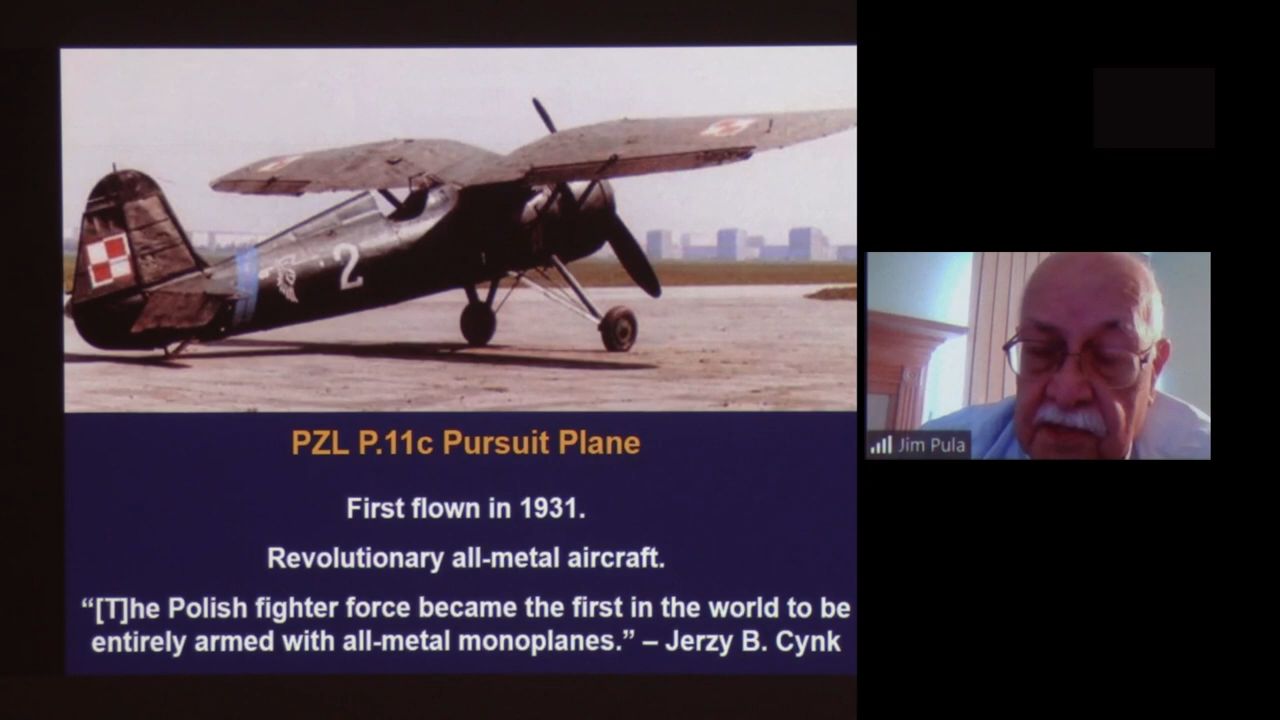 2
PZL P.11c Pursuit Plane
First flown in 1931.
Revolutionary all-metal aircraft.
“[T]he Polish fighter force became the first in the world to be
entirely armed with all-metal monoplanes.” – Jerzy B. Cynk
Jim Pula